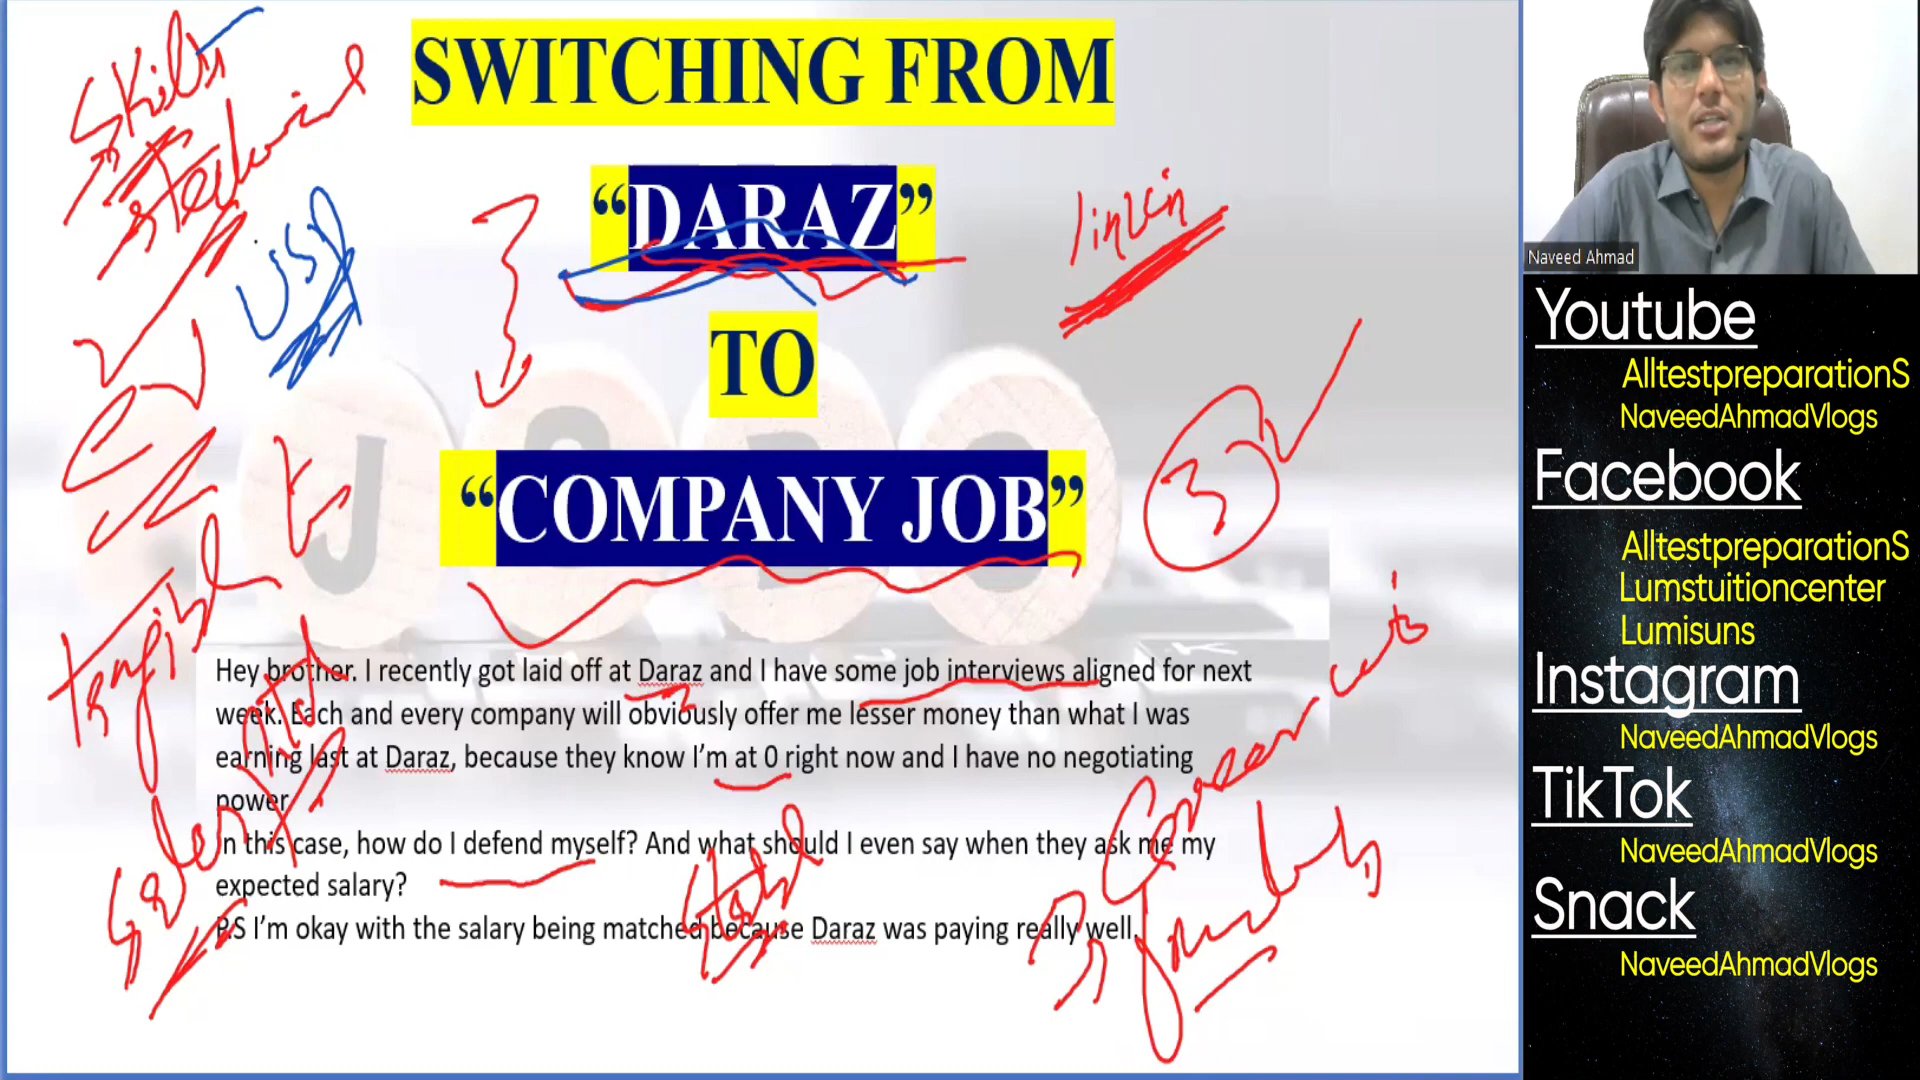 SWITCHING FROM
“DARAZ”
TO
“COMPANY JOB”
Hey brother. I recently got laid off at Daraz and I have some job interviews aligned for next
week. Each and every company will obviously offer me lesser money than what I was
earning last at Daraz, because they know I’m at 0 right now and I have no negotiating
power.
In this case, how do I defend myself? And what should I even say when they ask me my
expected salary?
P.S I’m okay with the salary being matched because Daraz was paying really well.
Skills
USP
CV
3
Naveed Ahmad
Youtube
AlltestpreparationS
NaveedAhmadVlogs
Facebook
AlltestpreparationS
Lumstuitioncenter
Lumisuns
Instagram
NaveedAhmadVlogs
TikTok
NaveedAhmadVlogs
Snack
NaveedAhmadVlogs